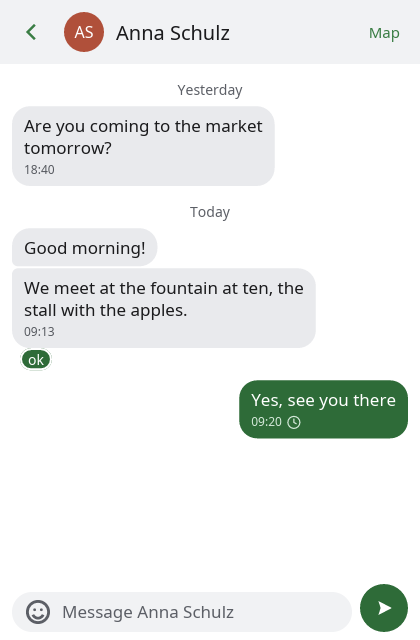 AS Anna Schulz Map
Yesterday
Are you coming to the market
tomorrow?
18:40
Today
Good morning!
We meet at the fountain at ten, the
stall with the apples.
09:13
ok
Yes, see you there
09:20
Message Anna Schulz